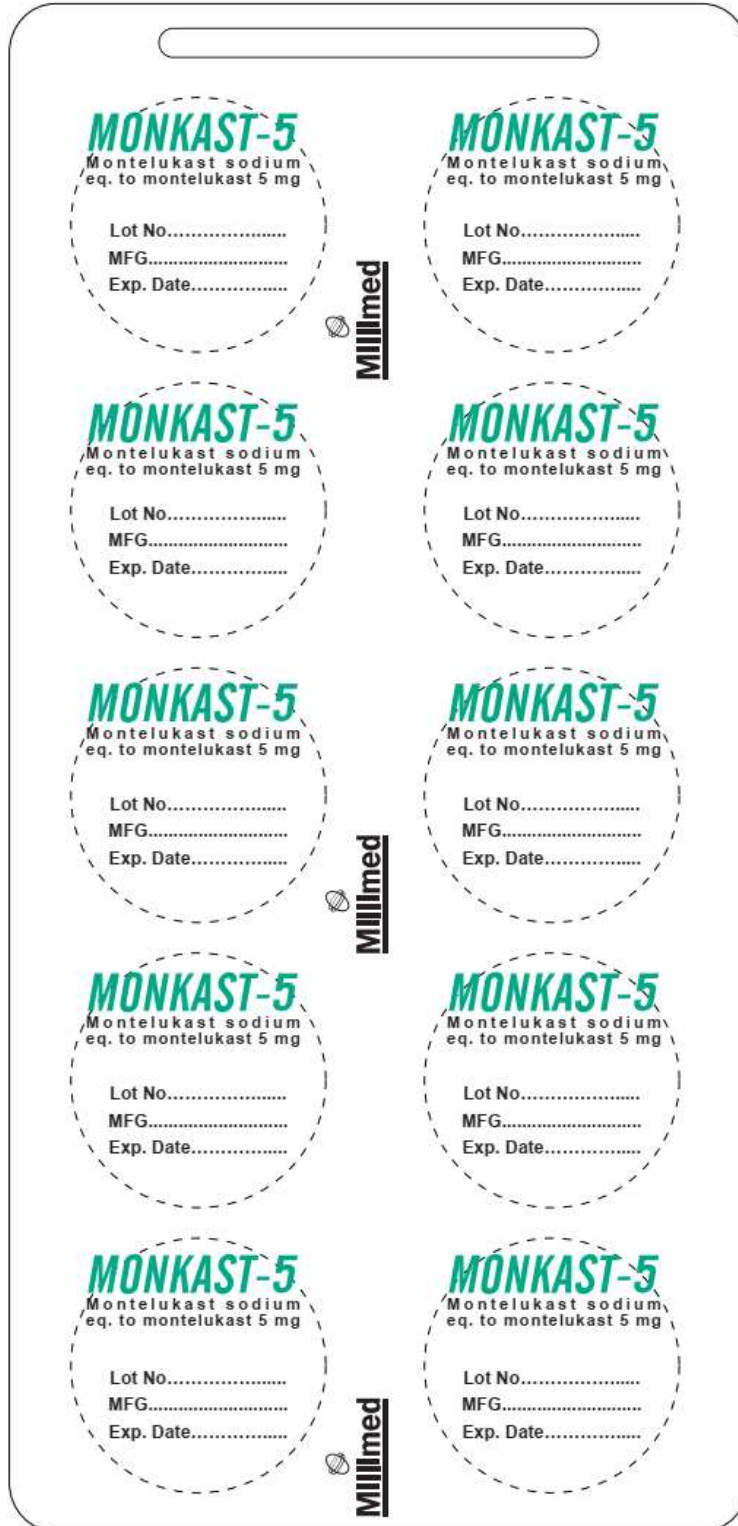 MONKAST-5
Montelukast sodium
eq. to montelukast 5 mg
Lot No.....................
MFG............................
Exp. Date.................
MONKAST-5
Montelukast sodium
eq. to montelukast 5 mg
Lot No.....................
MFG............................
Exp. Date.................
Millimed
MONKAST-5
Montelukast sodium
eq. to montelukast 5 mg
Lot No.....................
MFG............................
Exp. Date.................
MONKAST-5
Montelukast sodium
eq. to montelukast 5 mg
Lot No.....................
MFG............................
Exp. Date.................
MONKAST-5
Montelukast sodium
eq. to montelukast 5 mg
Lot No.....................
MFG............................
Exp. Date.................
MONKAST-5
Montelukast sodium
eq. to montelukast 5 mg
Lot No.....................
MFG............................
Exp. Date.................
Millimed
MONKAST-5
Montelukast sodium
eq. to montelukast 5 mg
Lot No.....................
MFG............................
Exp. Date.................
MONKAST-5
Montelukast sodium
eq. to montelukast 5 mg
Lot No.....................
MFG............................
Exp. Date.................
MONKAST-5
Montelukast sodium
eq. to montelukast 5 mg
Lot No.....................
MFG............................
Exp. Date.................
MONKAST-5
Montelukast sodium
eq. to montelukast 5 mg
Lot No.....................
MFG............................
Exp. Date.................
Millimed